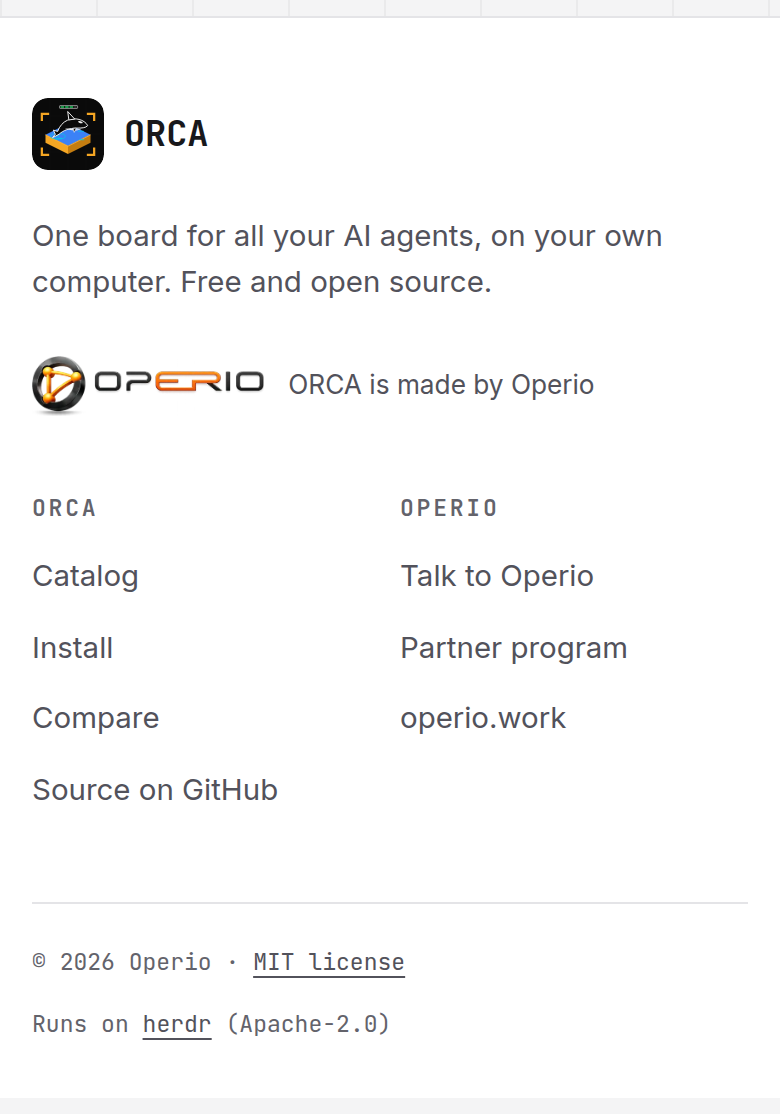 ORCA
One board for all your AI agents, on your own
computer. Free and open source.
OPERIO ORCA is made by Operio
ORCA
Catalog
Install
Compare
Source on GitHub
OPERIO
Talk to Operio
Partner program
operio.work
© 2026 Operio · MIT license
Runs on herdr (Apache-2.0)